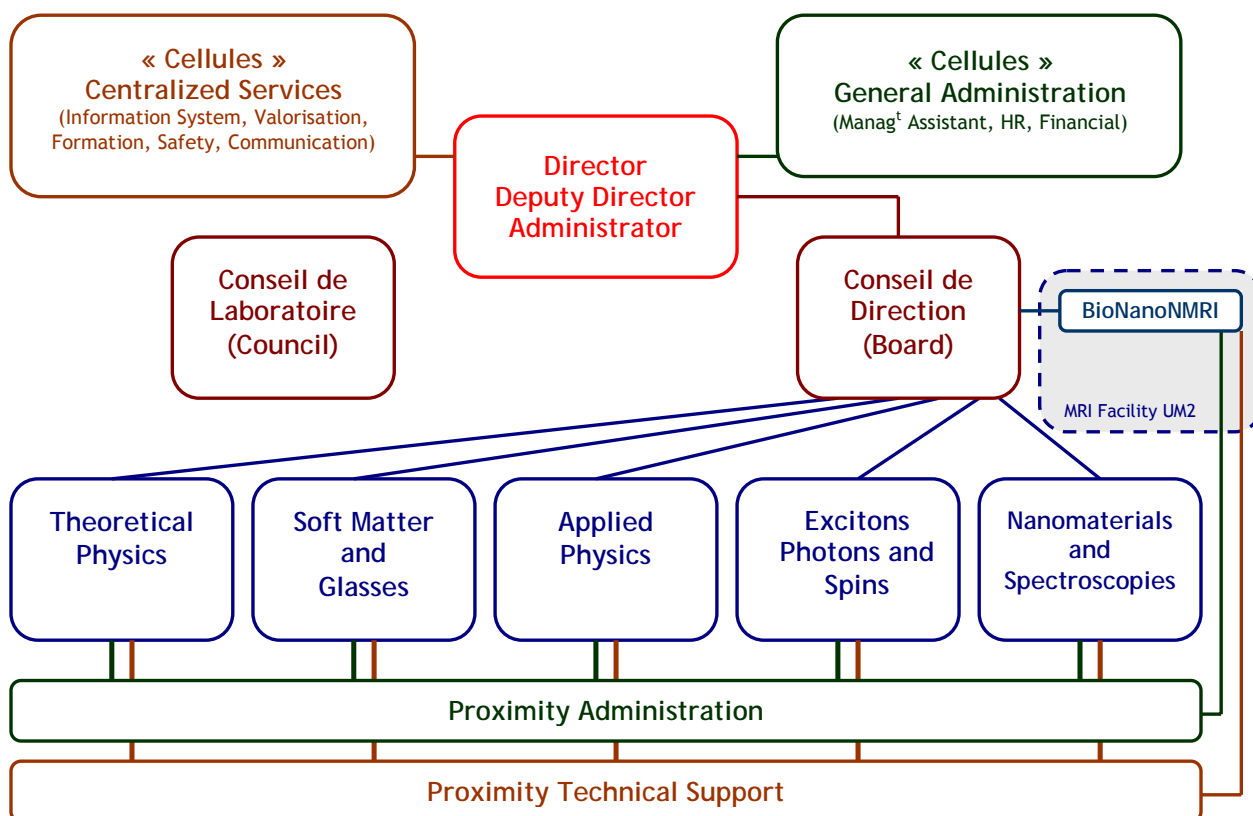 « Cellules »
Centralized Services
(Information System, Valorisation,
Formation, Safety, Communication)
« Cellules »
General Administration
(Managᵗ Assistant, HR, Financial)
Director
Deputy Director
Administrator
Conseil de
Laboratoire
(Council)
Conseil de
Direction
(Board)
BioNanoNMRI
MRI Facility UM2
Theoretical
Physics
Soft Matter
and
Glasses
Applied
Physics
Excitons
Photons and
Spins
Nanomaterials
and
Spectroscopies
Proximity Administration
Proximity Technical Support